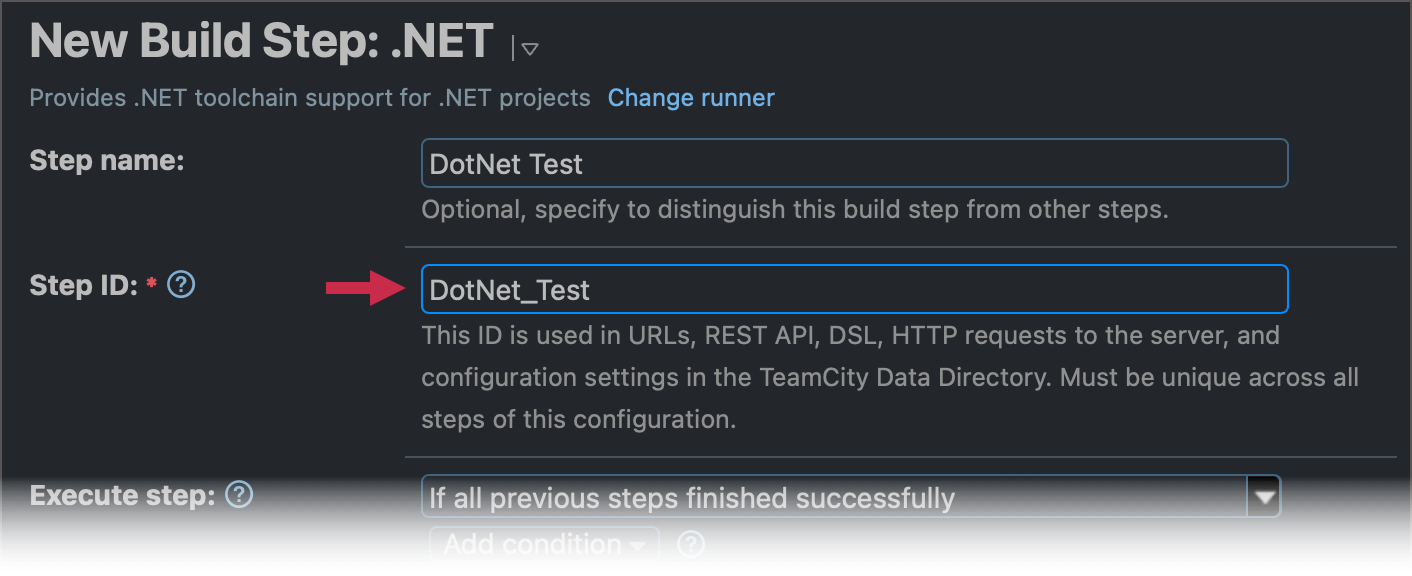 New Build Step: .NET
Provides .NET toolchain support for .NET projects Change runner
Step name:
DotNet Test
Optional, specify to distinguish this build step from other steps.
Step ID: * ?
DotNet_Test
This ID is used in URLs, REST API, DSL, HTTP requests to the server, and
configuration settings in the TeamCity Data Directory. Must be unique across all
steps of this configuration.
Execute step: ?
If all previous steps finished successfully
Add condition ?